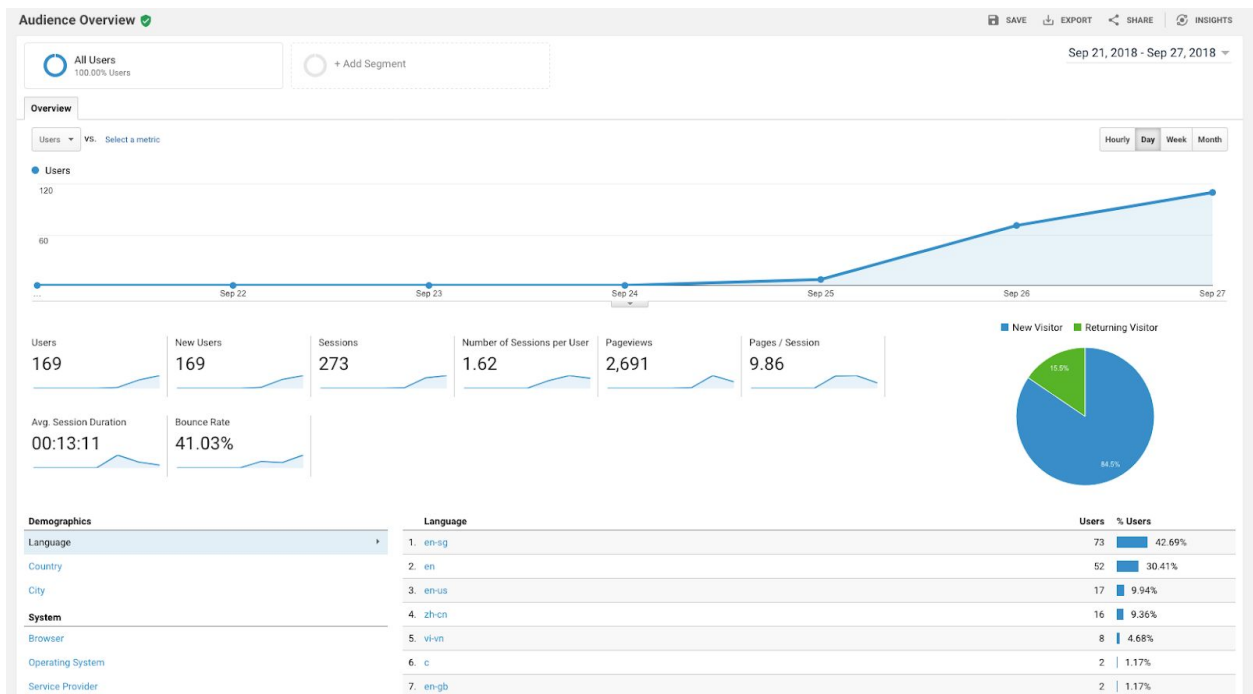 Audience Overview
SAVE EXPORT SHARE INSIGHTS
All Users
100.00% Users
+ Add Segment
Sep 21, 2018 - Sep 27, 2018
Overview
Users VS. Select a metric
Hourly Day Week Month
Users
120
60
... Sep 22 Sep 23 Sep 24 Sep 25 Sep 26 Sep 27
New Visitor Returning Visitor
Users New Users Sessions Number of Sessions per User Pageviews Pages / Session
169 169 273 1.62 2,691 9.86
15.5%
84.5%
Avg. Session Duration Bounce Rate
00:13:11 41.03%
Demographics
Language
Country
City
System
Browser
Operating System
Service Provider
Language Users % Users
1. en-sg 73 42.69%
2. en 52 30.41%
3. en-us 17 9.94%
4. zh-cn 16 9.36%
5. vi-vn 8 4.68%
6. c 2 1.17%
7. en-gb 2 1.17%